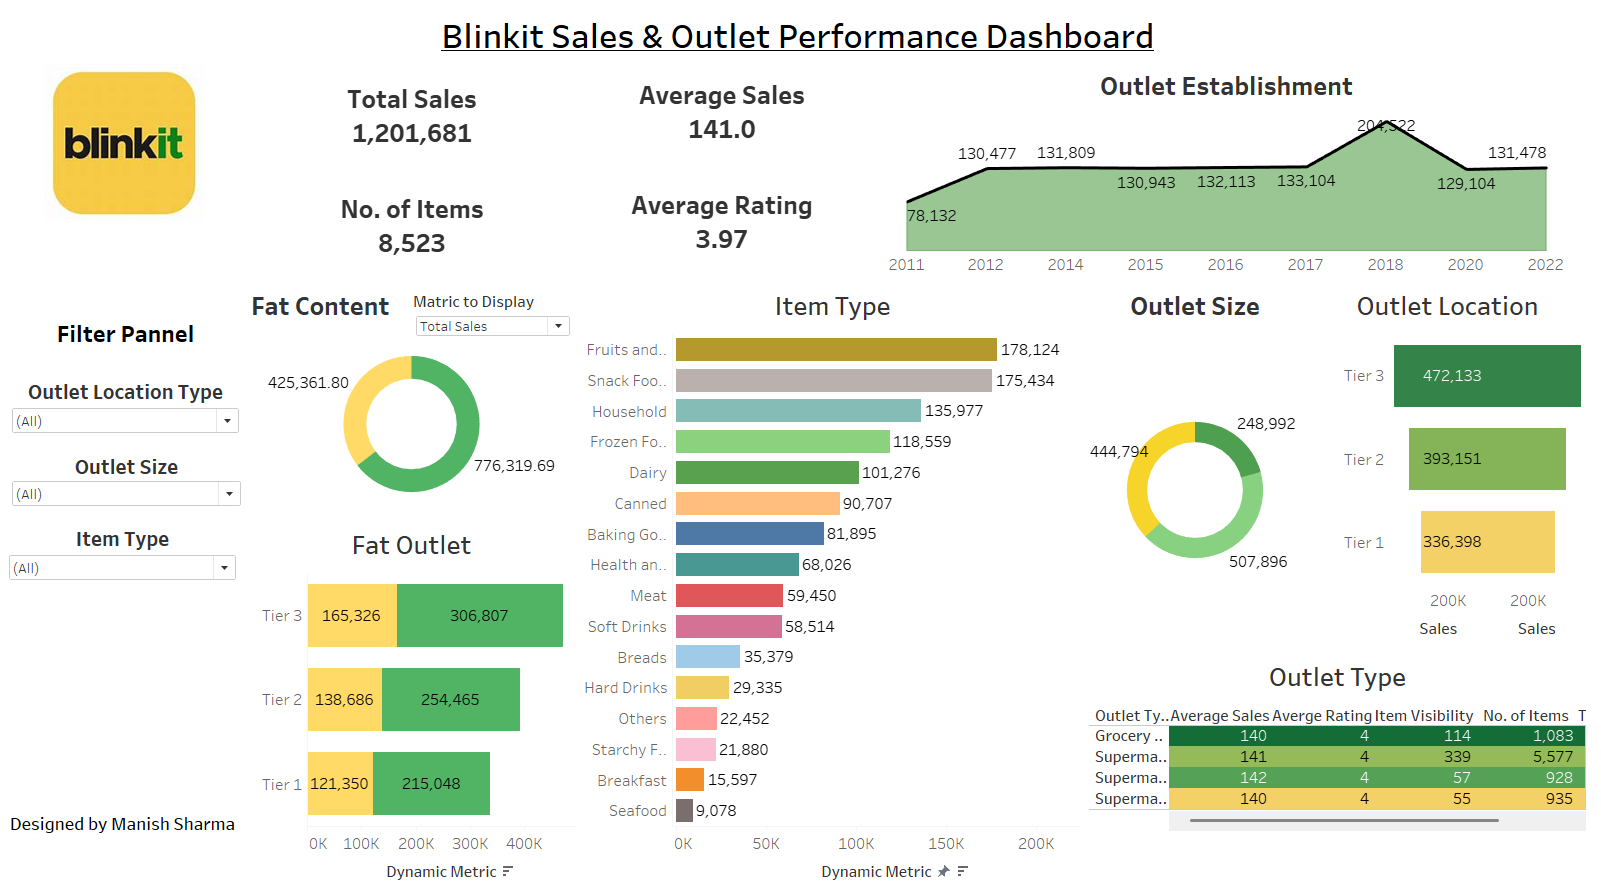 Blinkit Sales & Outlet Performance Dashboard
blinkit
Total Sales
1,201,681
Average Sales
141.0
No. of Items
8,523
Average Rating
3.97
Outlet Establishment
204,522
130,477
131,809
131,478
130,943
132,113
133,104
129,104
78,132
2011 2012 2014 2015 2016 2017 2018 2020 2022
Filter Pannel
Outlet Location Type
(All)
Outlet Size
(All)
Item Type
(All)
Designed by Manish Sharma
Fat Content
Matric to Display
Total Sales
425,361.80
776,319.69
Fat Outlet
Tier 3 165,326 306,807
Tier 2 138,686 254,465
Tier 1 121,350 215,048
0K 100K 200K 300K 400K
Dynamic Metric
Item Type
Fruits and.. 178,124
Snack Foo.. 175,434
Household 135,977
Frozen Fo.. 118,559
Dairy 101,276
Canned 90,707
Baking Go.. 81,895
Health an.. 68,026
Meat 59,450
Soft Drinks 58,514
Breads 35,379
Hard Drinks 29,335
Others 22,452
Starchy F.. 21,880
Breakfast 15,597
Seafood 9,078
0K 50K 100K 150K 200K
Dynamic Metric
Outlet Size
248,992
444,794
507,896
Outlet Location
Tier 3 472,133
Tier 2 393,151
Tier 1 336,398
200K 200K
Sales Sales
Outlet Type
Outlet Ty.. Average Sales Averge Rating Item Visibility No. of Items T
Grocery .. 140 4 114 1,083
Superma.. 141 4 339 5,577
Superma.. 142 4 57 928
Superma.. 140 4 55 935